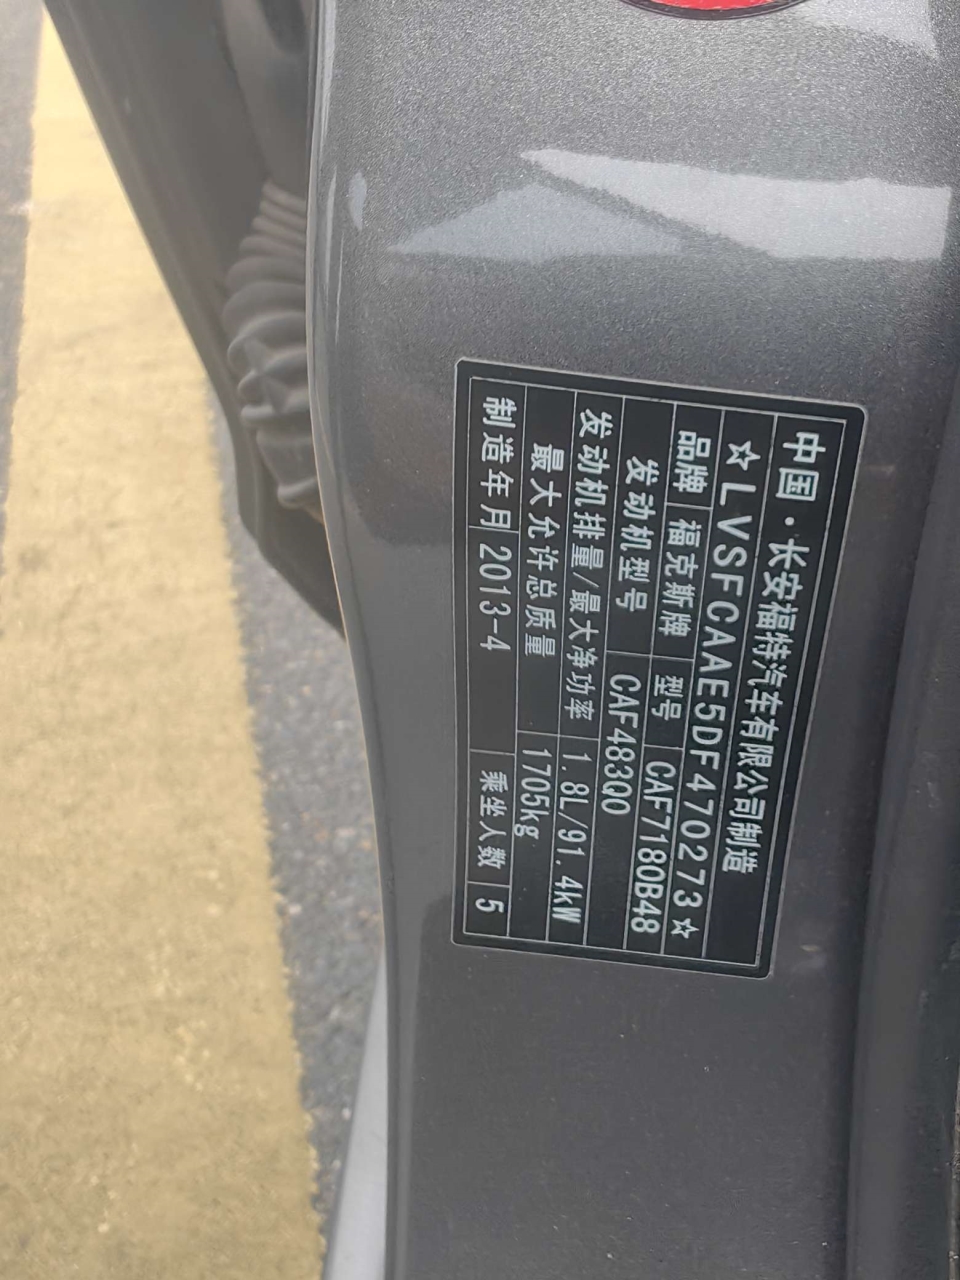 中国·长安福特汽车有限公司制造
☆LVSFCAAE5DF470273☆
品牌 福克斯牌 型号 CAF7180B48
发动机型号 CAF483Q0
发动机排量/最大净功率 1.8L/91.4kW
最大允许总质量 1705kg
制造年月 2013-4 乘坐人数 5